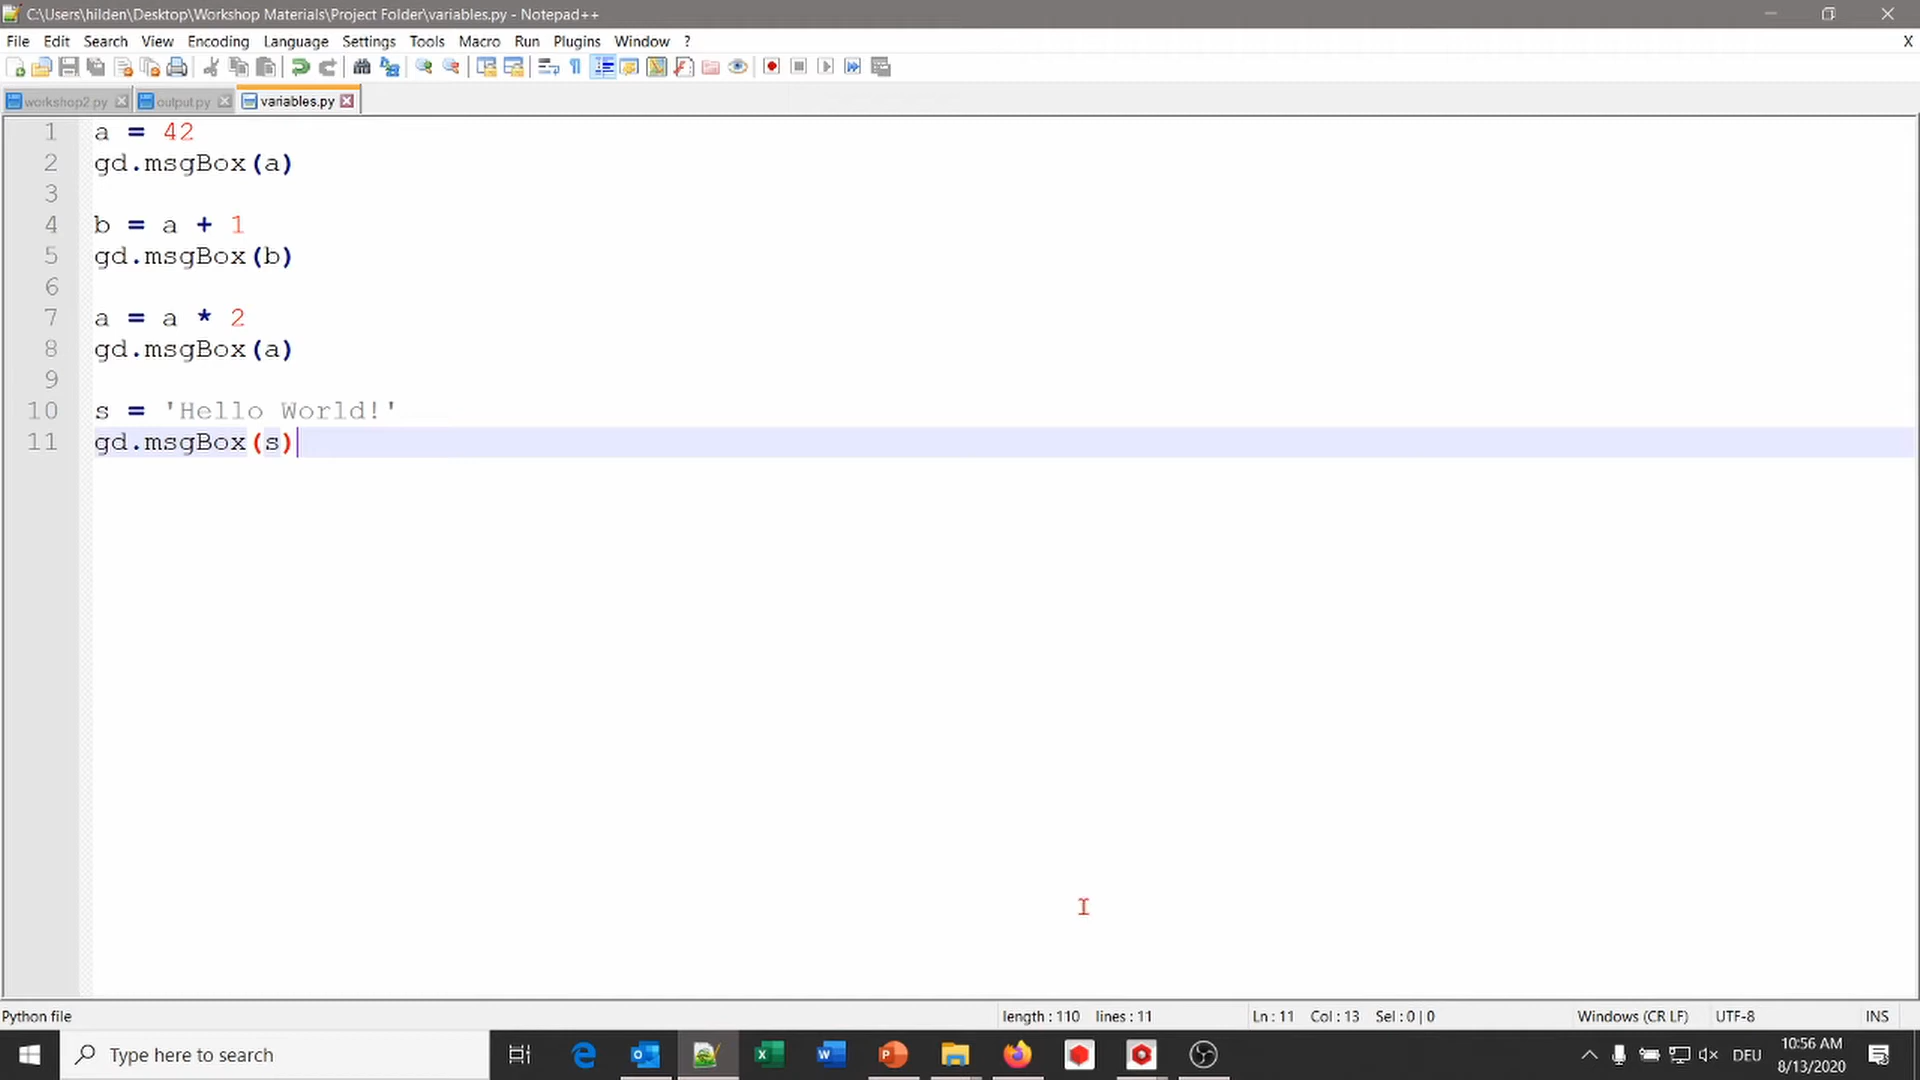 C:\Users\hilden\Desktop\Workshop Materials\Project Folder\variables.py - Notepad++
File Edit Search View Encoding Language Settings Tools Macro Run Plugins Window ? X
workshop2.py output.py variables.py
1 a = 42
2 gd.msgBox(a)
3
4 b = a + 1
5 gd.msgBox(b)
6
7 a = a * 2
8 gd.msgBox(a)
9
10 s = 'Hello World!'
11 gd.msgBox(s)
Python file length : 110 lines : 11 Ln : 11 Col : 13 Sel : 0 | 0 Windows (CR LF) UTF-8 INS
Type here to search DEU 10:56 AM
8/13/2020